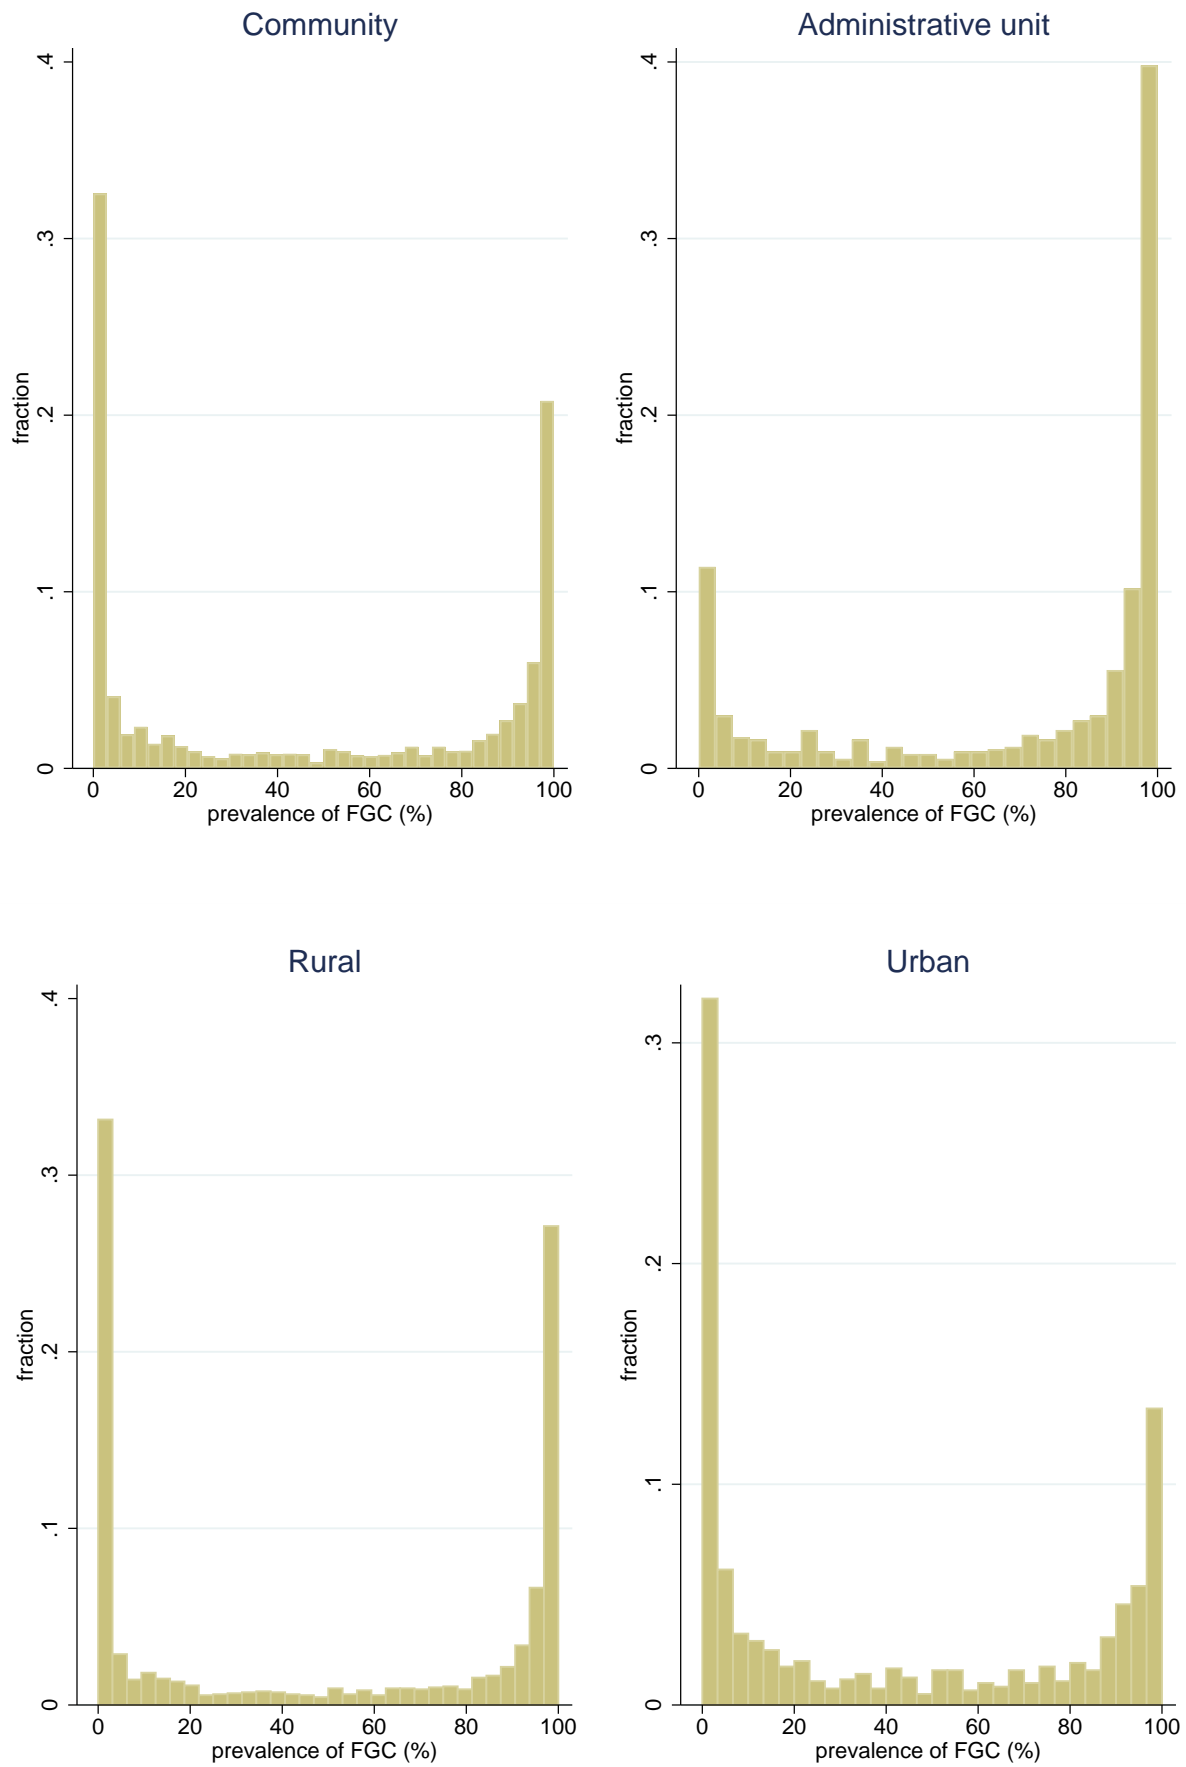 Community
.4
.3
.2
.1
0
fraction
0 20 40 60 80 100
prevalence of FGC (%)
Administrative unit
.4
.3
.2
.1
0
fraction
0 20 40 60 80 100
prevalence of FGC (%)
Rural
.4
.3
.2
.1
0
fraction
0 20 40 60 80 100
prevalence of FGC (%)
Urban
.3
.2
.1
0
fraction
0 20 40 60 80 100
prevalence of FGC (%)